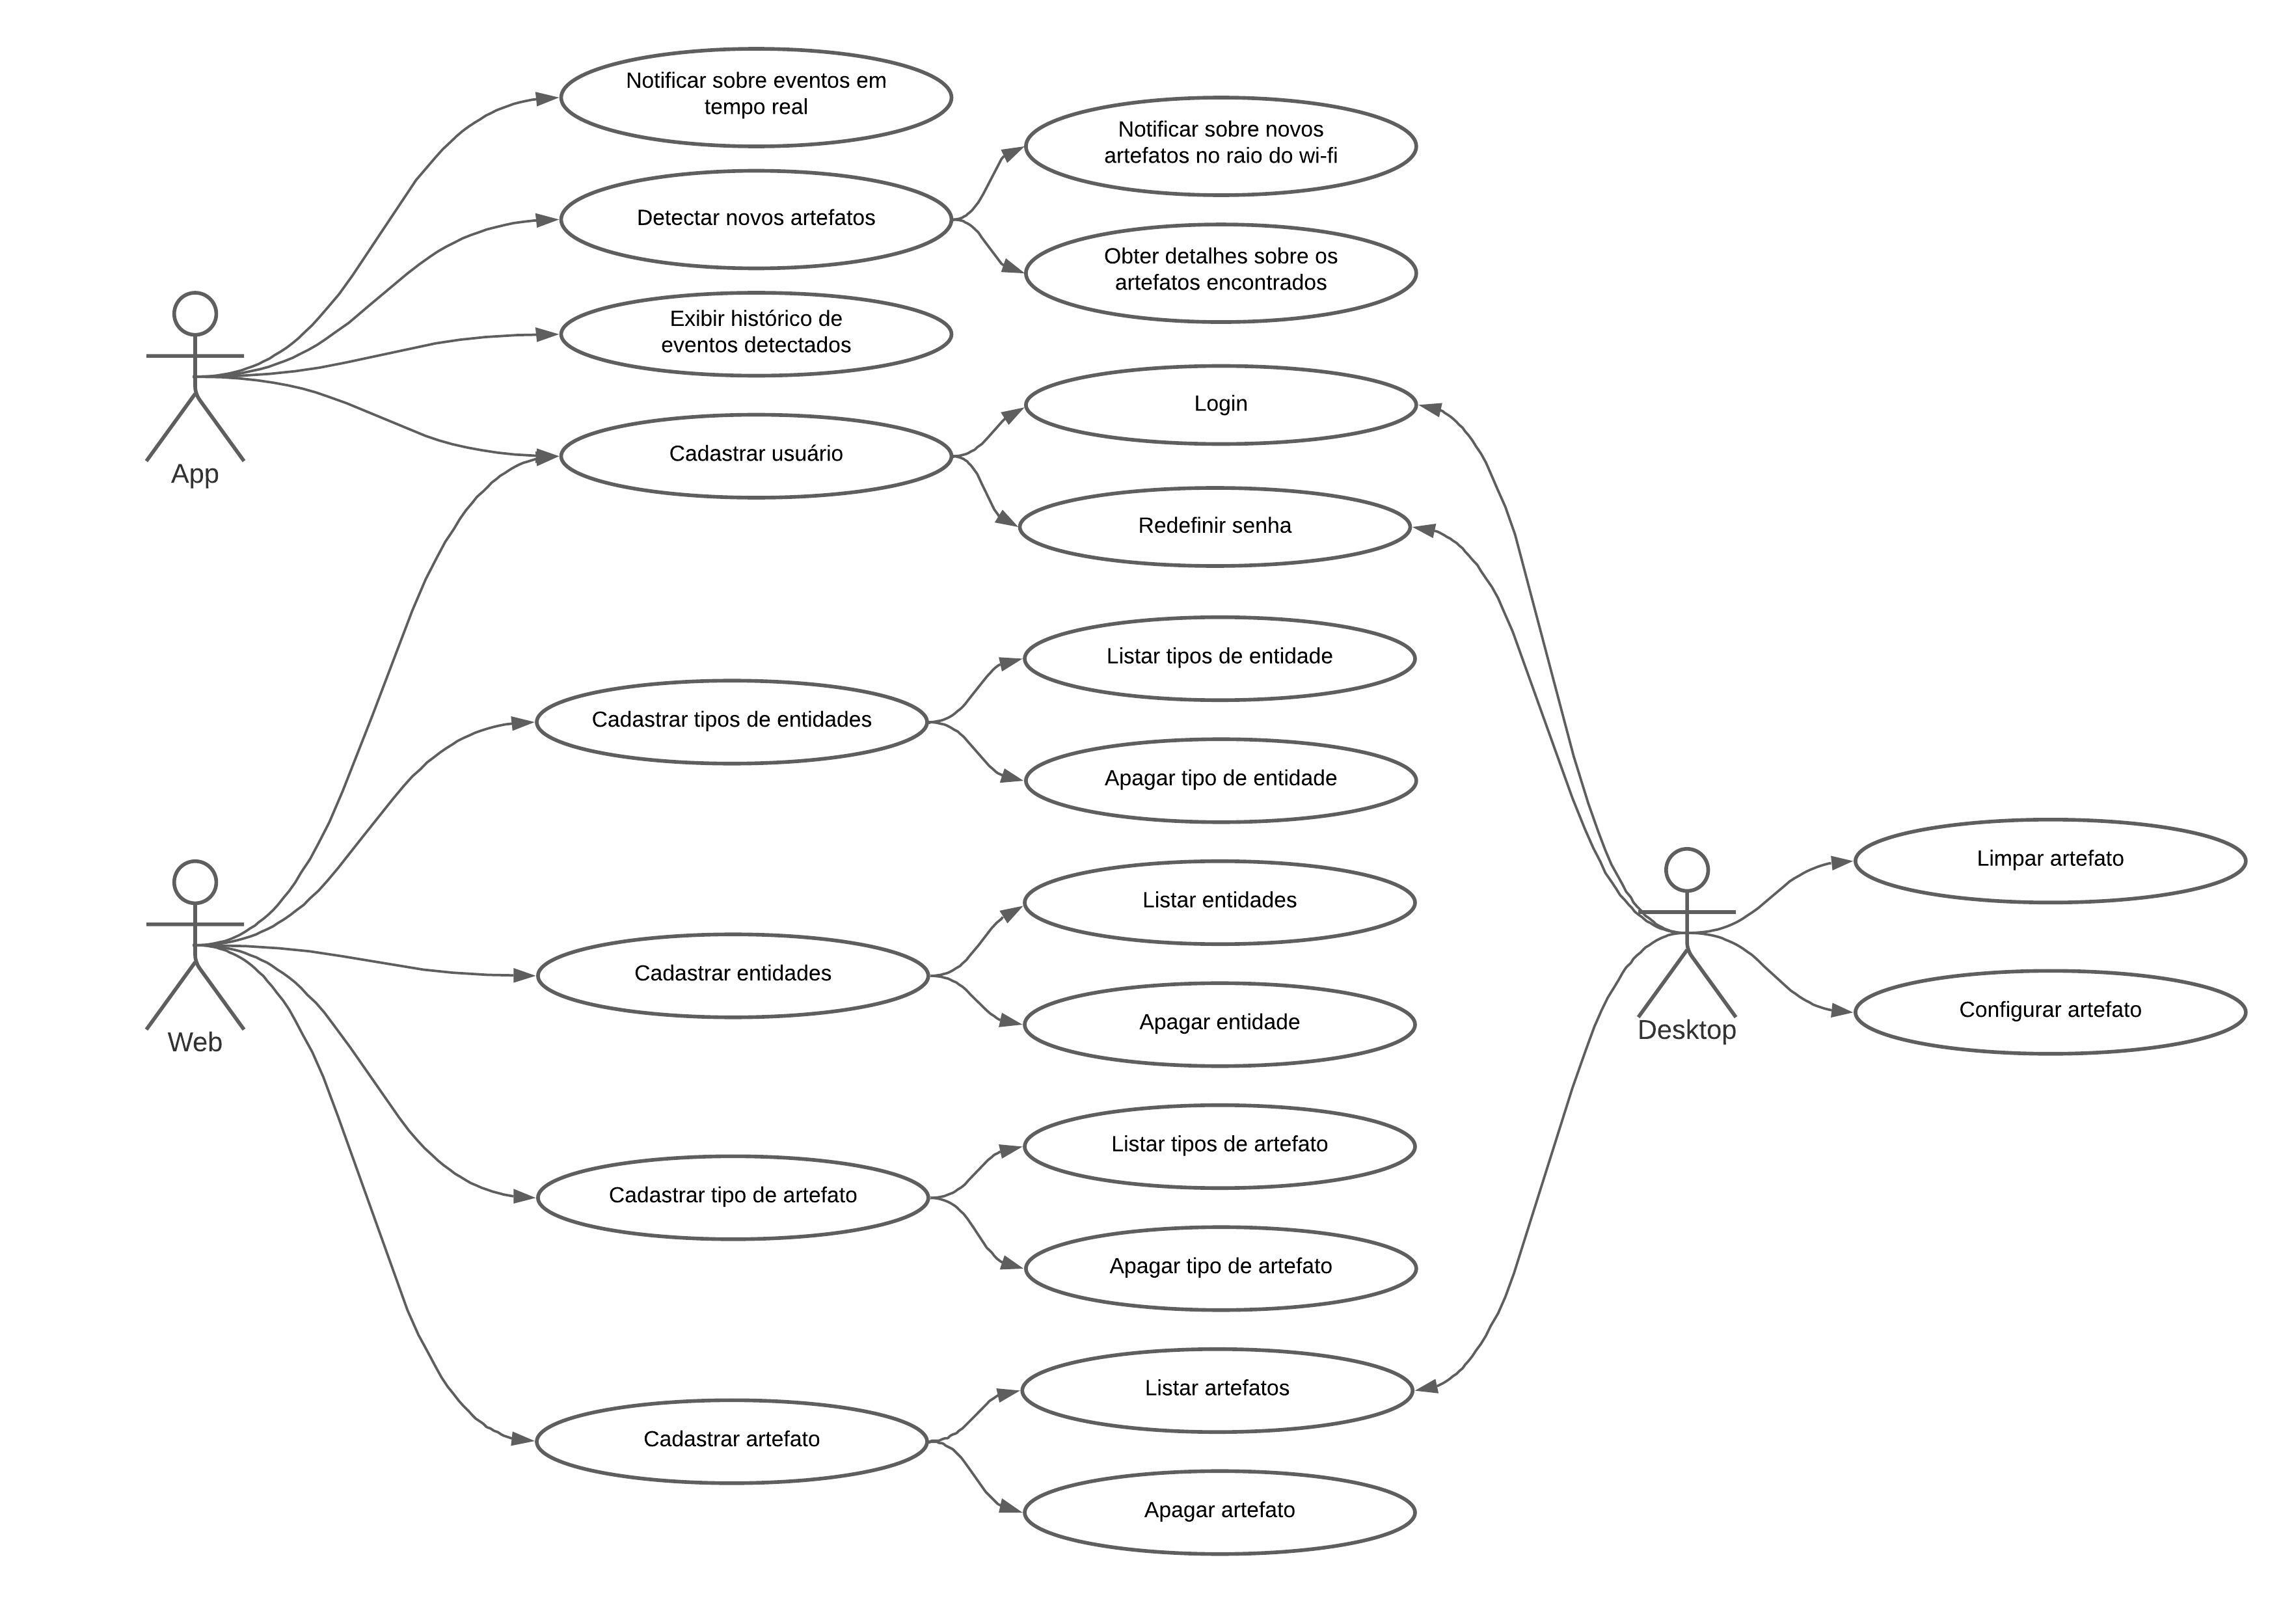 Notificar sobre eventos em
tempo real
Notificar sobre novos
artefatos no raio do wi-fi
Detectar novos artefatos
Obter detalhes sobre os
artefatos encontrados
Exibir histórico de
eventos detectados
Login
App
Cadastrar usuário
Redefinir senha
Listar tipos de entidade
Cadastrar tipos de entidades
Apagar tipo de entidade
Limpar artefato
Listar entidades
Cadastrar entidades
Configurar artefato
Apagar entidade
Web
Desktop
Listar tipos de artefato
Cadastrar tipo de artefato
Apagar tipo de artefato
Listar artefatos
Cadastrar artefato
Apagar artefato